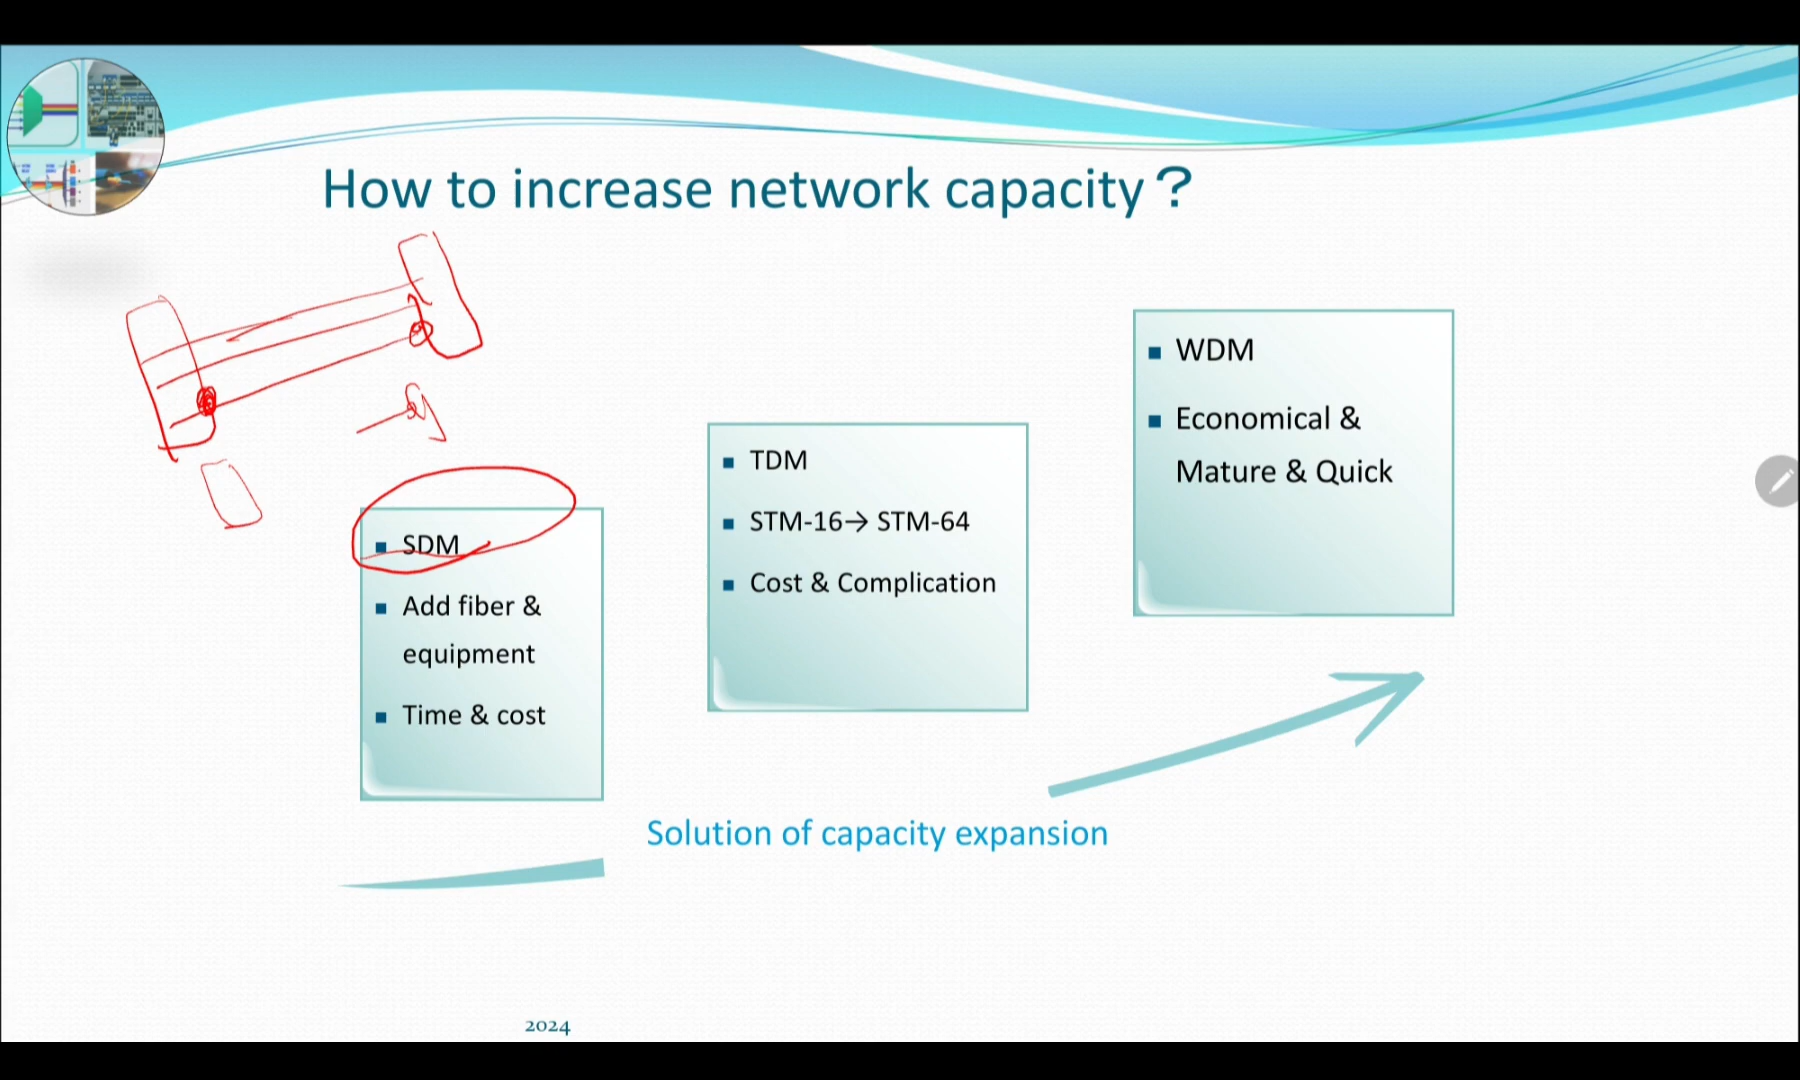 How to increase network capacity？
SDM
Add fiber &
equipment
Time & cost
TDM
STM-16→ STM-64
Cost & Complication
WDM
Economical &
Mature & Quick
Solution of capacity expansion
2024